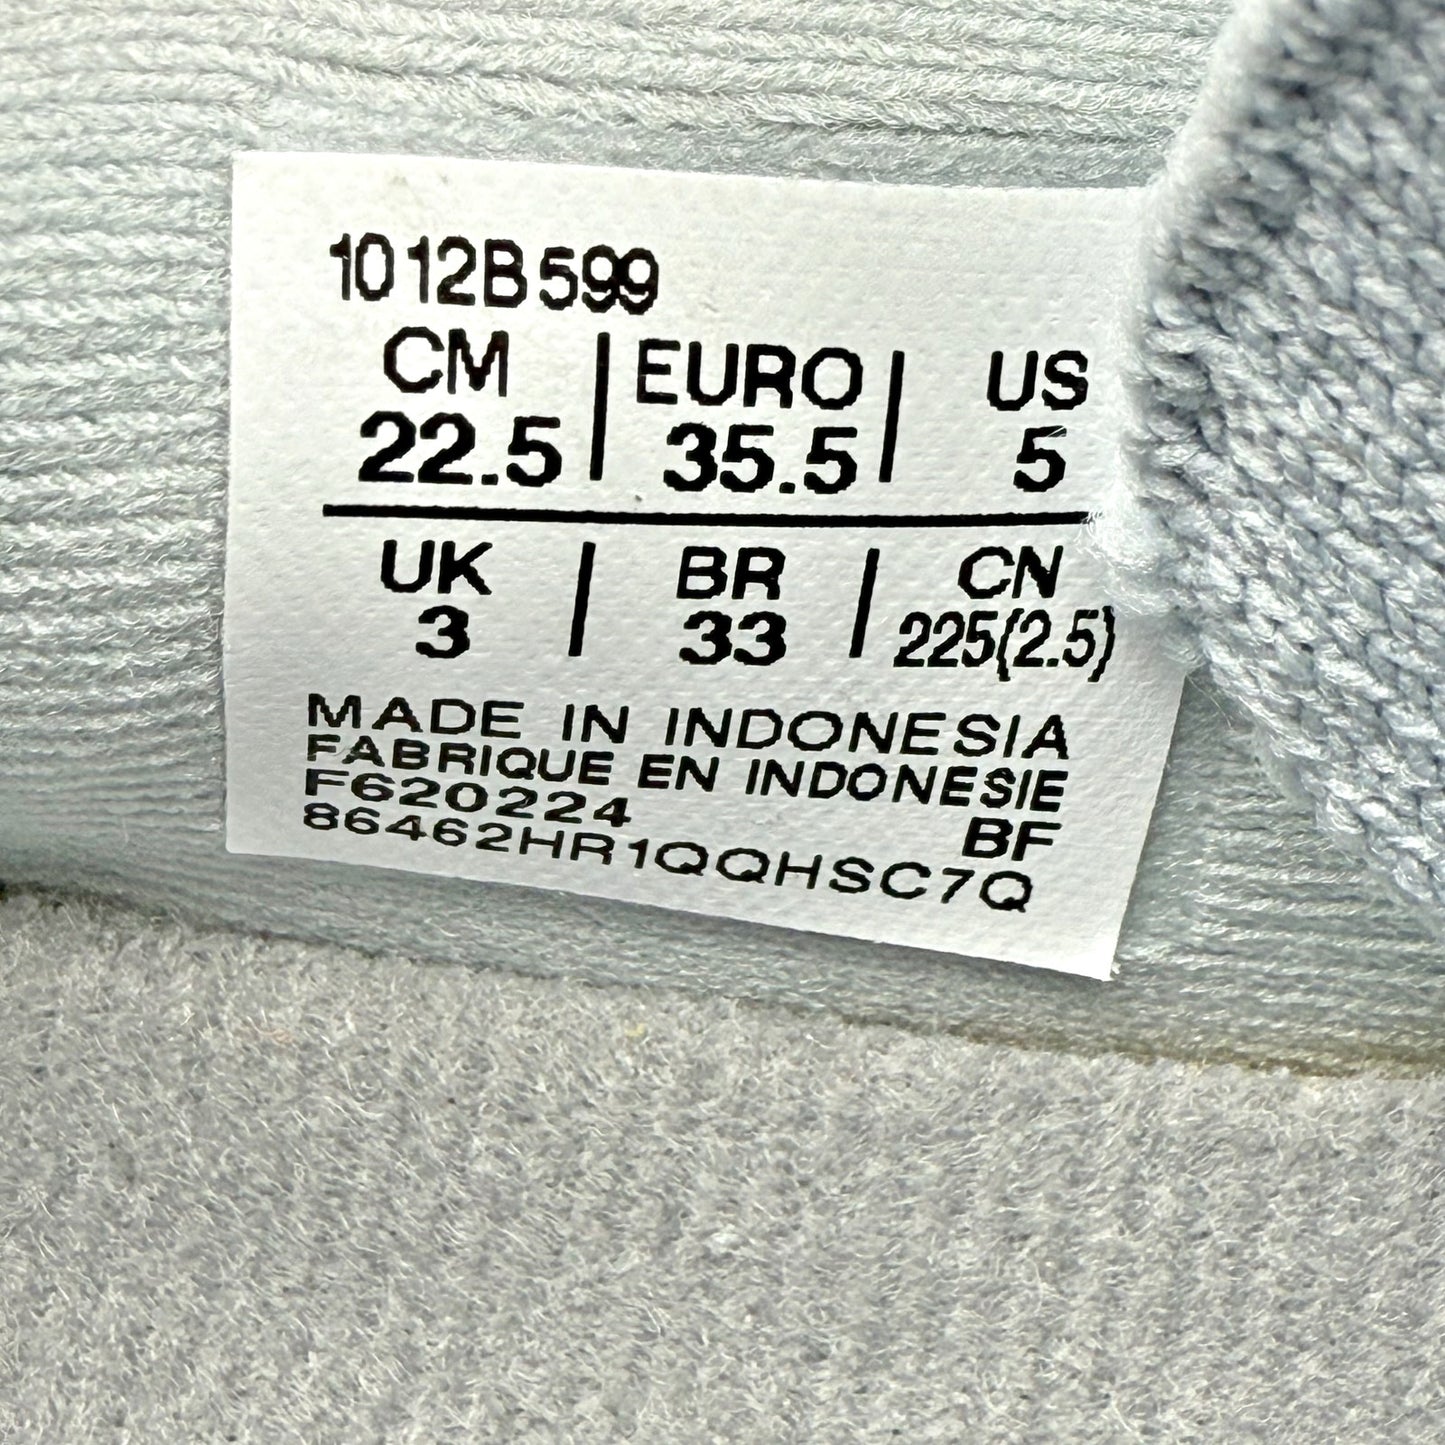 1012B599
CM | EURO | US
22.5 | 35.5 | 5
UK | BR | CN
3 | 33 | 225(2.5)
MADE IN INDONESIA
FABRIQUE EN INDONESIE
F620224 BF
86462HR1QQHSC7Q